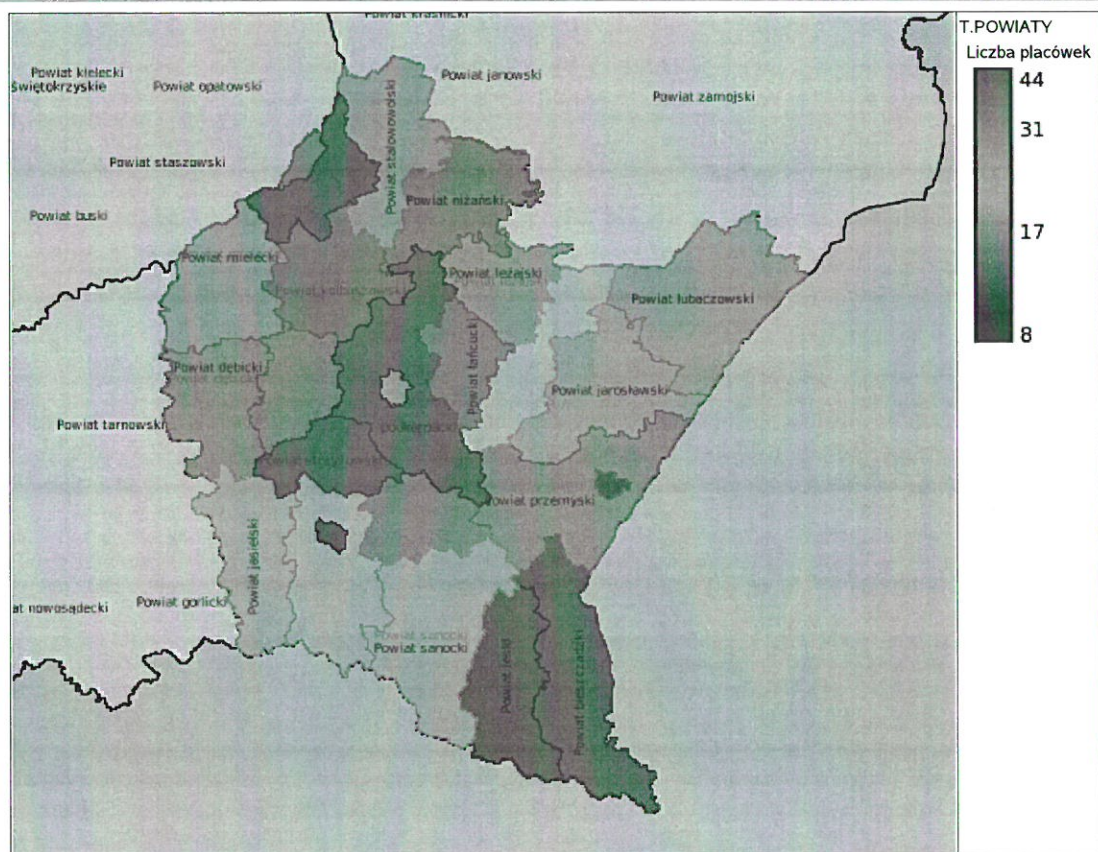 Powiat kraśnicki
T.POWIATY
Liczba placówek
44
31
17
8
Powiat kielecki
Świętokrzyskie
Powiat opatowski
Powiat janowski
Powiat zamojski
Powiat staszowski
Powiat stalowowolski
Powiat buski
Powiat niżański
Powiat mielecki
Powiat leżajski
Powiat kolbuszowski
Powiat lubaczowski
Powiat dębicki
Powiat łańcucki
Powiat jarosławski
Powiat tarnowski
podkarpackie
Powiat strzyżowski
Powiat przemyski
Powiat jasielski
at nowosądecki
Powiat gorlicki
Powiat sanocki
Powiat sanocki
Powiat leski
Powiat bieszczadzki